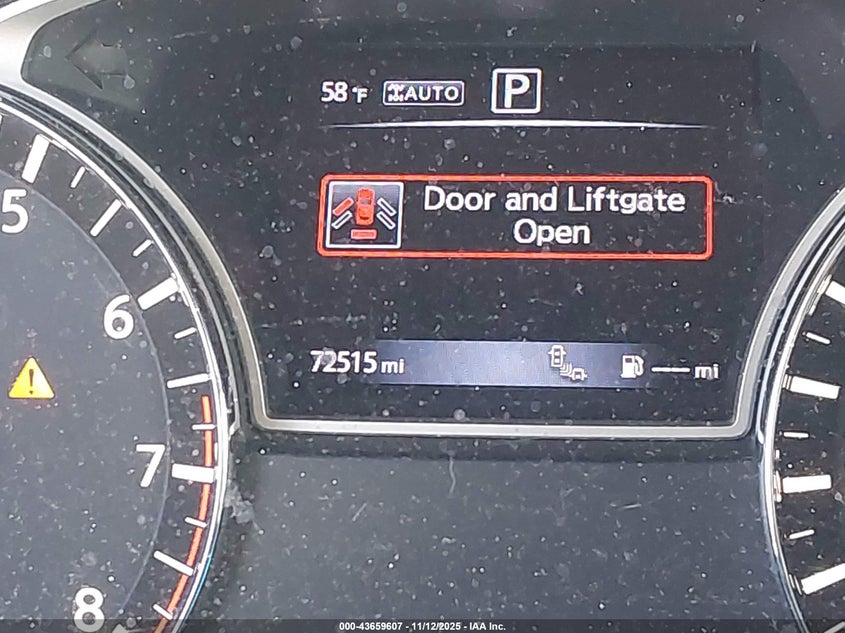 58 °F AUTO P
Door and Liftgate
Open
72515 mi --- mi
5
6
7
8
000-43659607 - 11/12/2025 - IAA Inc.